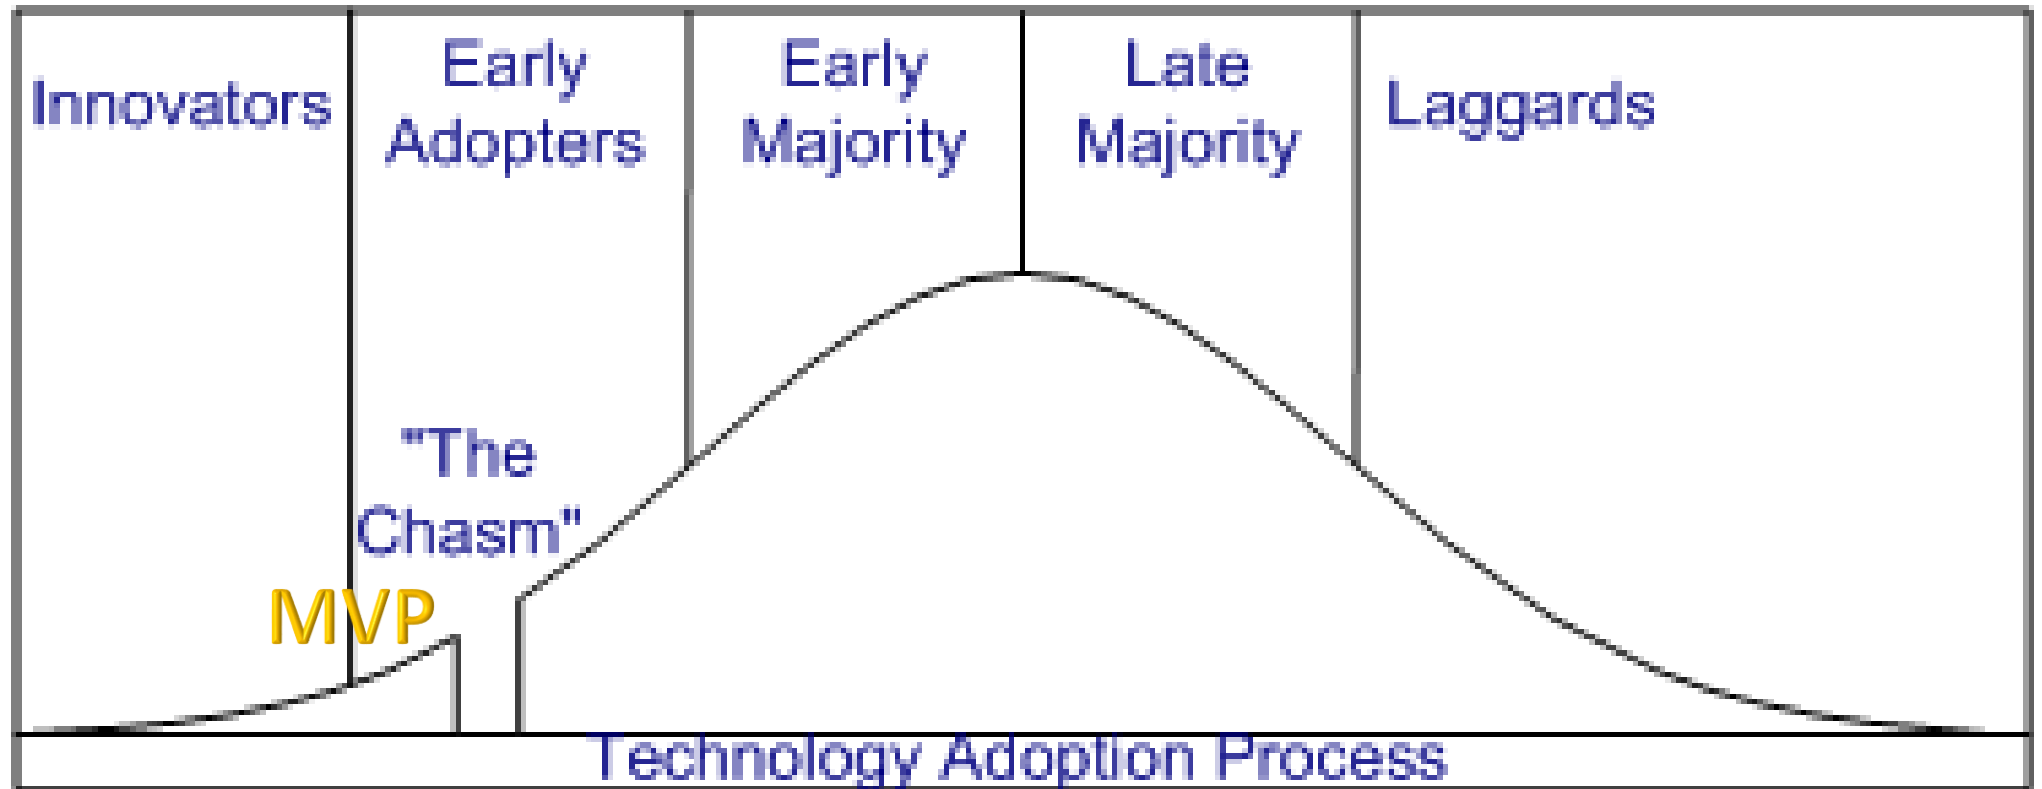 Innovators
Early
Adopters
Early
Majority
Late
Majority
Laggards
"The
Chasm"
MVP
Technology Adoption Process